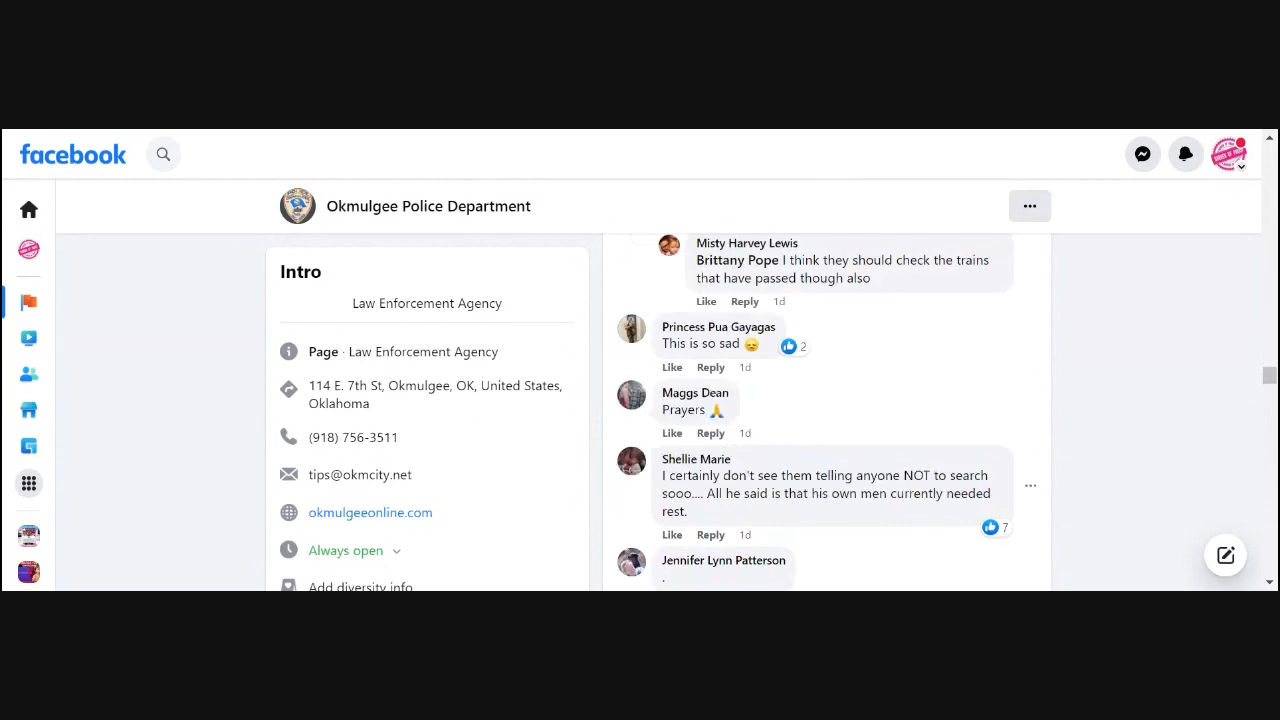 facebook
Okmulgee Police Department
...
Intro
Law Enforcement Agency
Page · Law Enforcement Agency
114 E. 7th St, Okmulgee, OK, United States,
Oklahoma
(918) 756-3511
tips@okmcity.net
okmulgeeonline.com
Always open
Add diversity info
Misty Harvey Lewis
Brittany Pope I think they should check the trains
that have passed though also
Like Reply 1d
Princess Pua Gayagas
This is so sad 😞
2
Like Reply 1d
Maggs Dean
Prayers 🙏
Like Reply 1d
Shellie Marie
I certainly don't see them telling anyone NOT to search
sooo.... All he said is that his own men currently needed
rest.
...
7
Like Reply 1d
Jennifer Lynn Patterson
.